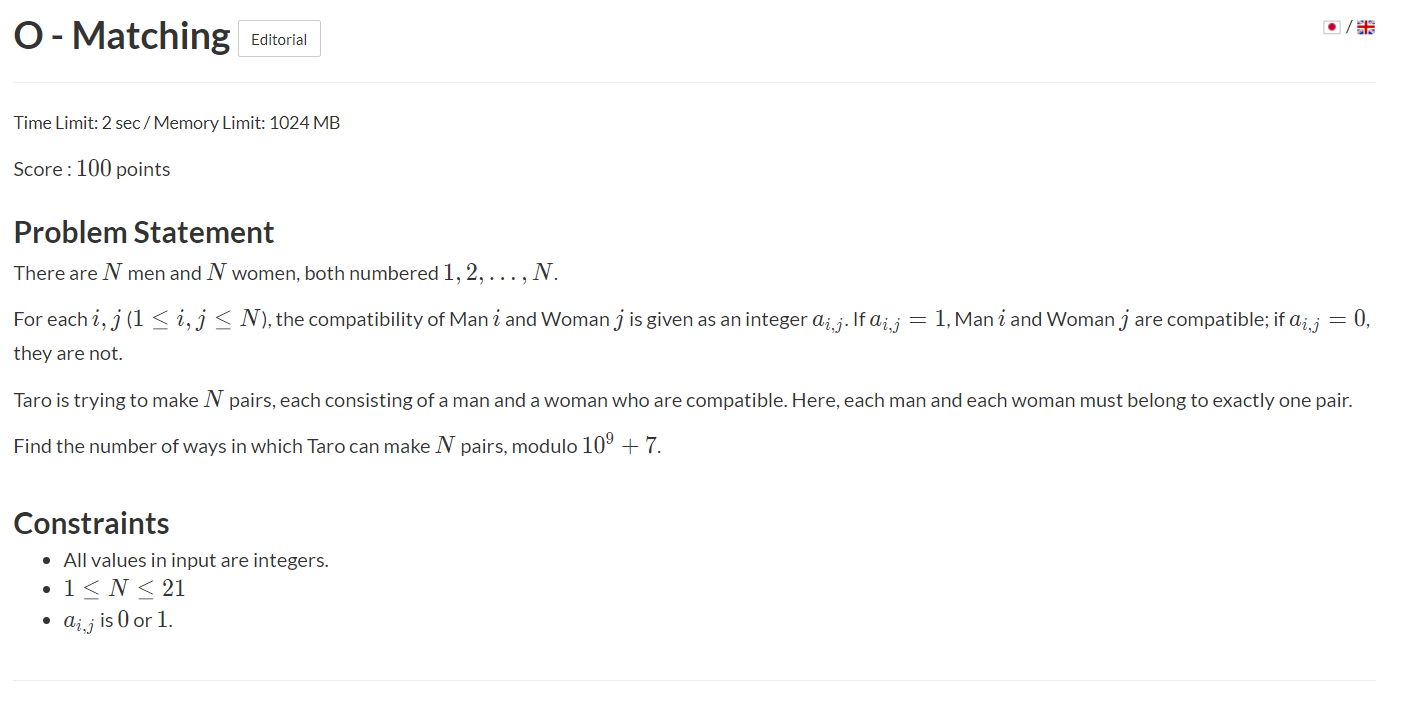 O - Matching Editorial
/
Time Limit: 2 sec / Memory Limit: 1024 MB
Score : 100 points
Problem Statement
There are N men and N women, both numbered 1, 2, . . . , N.
For each i, j (1 ≤ i, j ≤ N), the compatibility of Man i and Woman j is given as an integer a_{i,j}. If a_{i,j} = 1, Man i and Woman j are compatible; if a_{i,j} = 0,
they are not.
Taro is trying to make N pairs, each consisting of a man and a woman who are compatible. Here, each man and each woman must belong to exactly one pair.
Find the number of ways in which Taro can make N pairs, modulo 10^9 + 7.
Constraints
• All values in input are integers.
• 1 ≤ N ≤ 21
• a_{i,j} is 0 or 1.